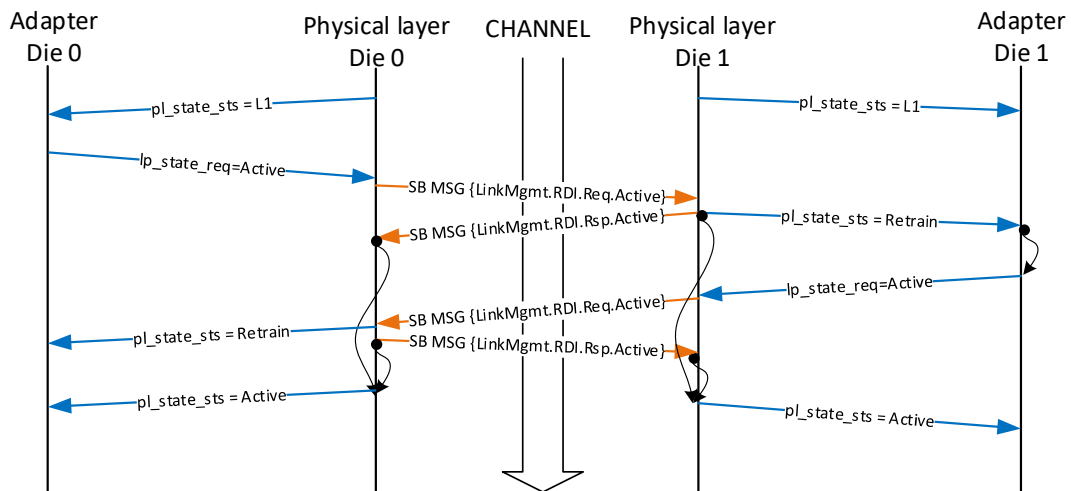 Adapter
Die 0
Physical layer
Die 0
CHANNEL
Physical layer
Die 1
Adapter
Die 1
pl_state_sts = L1
pl_state_sts = L1
lp_state_req=Active
SB MSG {LinkMgmt.RDI.Req.Active}
SB MSG {LinkMgmt.RDI.Rsp.Active}
pl_state_sts = Retrain
lp_state_req=Active
SB MSG {LinkMgmt.RDI.Req.Active}
pl_state_sts = Retrain
SB MSG {LinkMgmt.RDI.Rsp.Active}
pl_state_sts = Active
pl_state_sts = Active